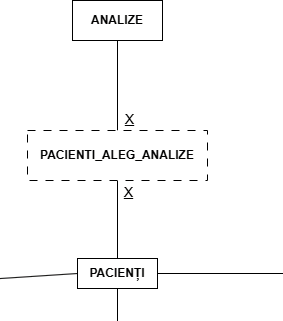 ANALIZE
X
PACIENTI_ALEG_ANALIZE
X
PACIENȚI